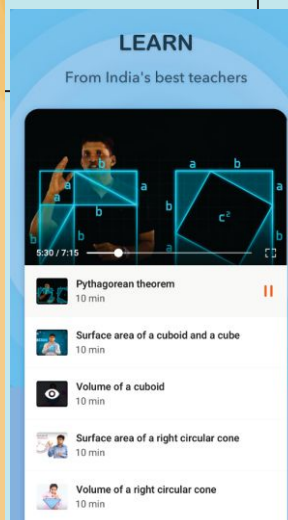 LEARN
From India's best teachers
a b
b
a b a
b
a
b c²
b b a a
5:30 / 7:15
Pythagorean theorem
10 min
Surface area of a cuboid and a cube
10 min
Volume of a cuboid
10 min
Surface area of a right circular cone
10 min
Volume of a right circular cone
10 min